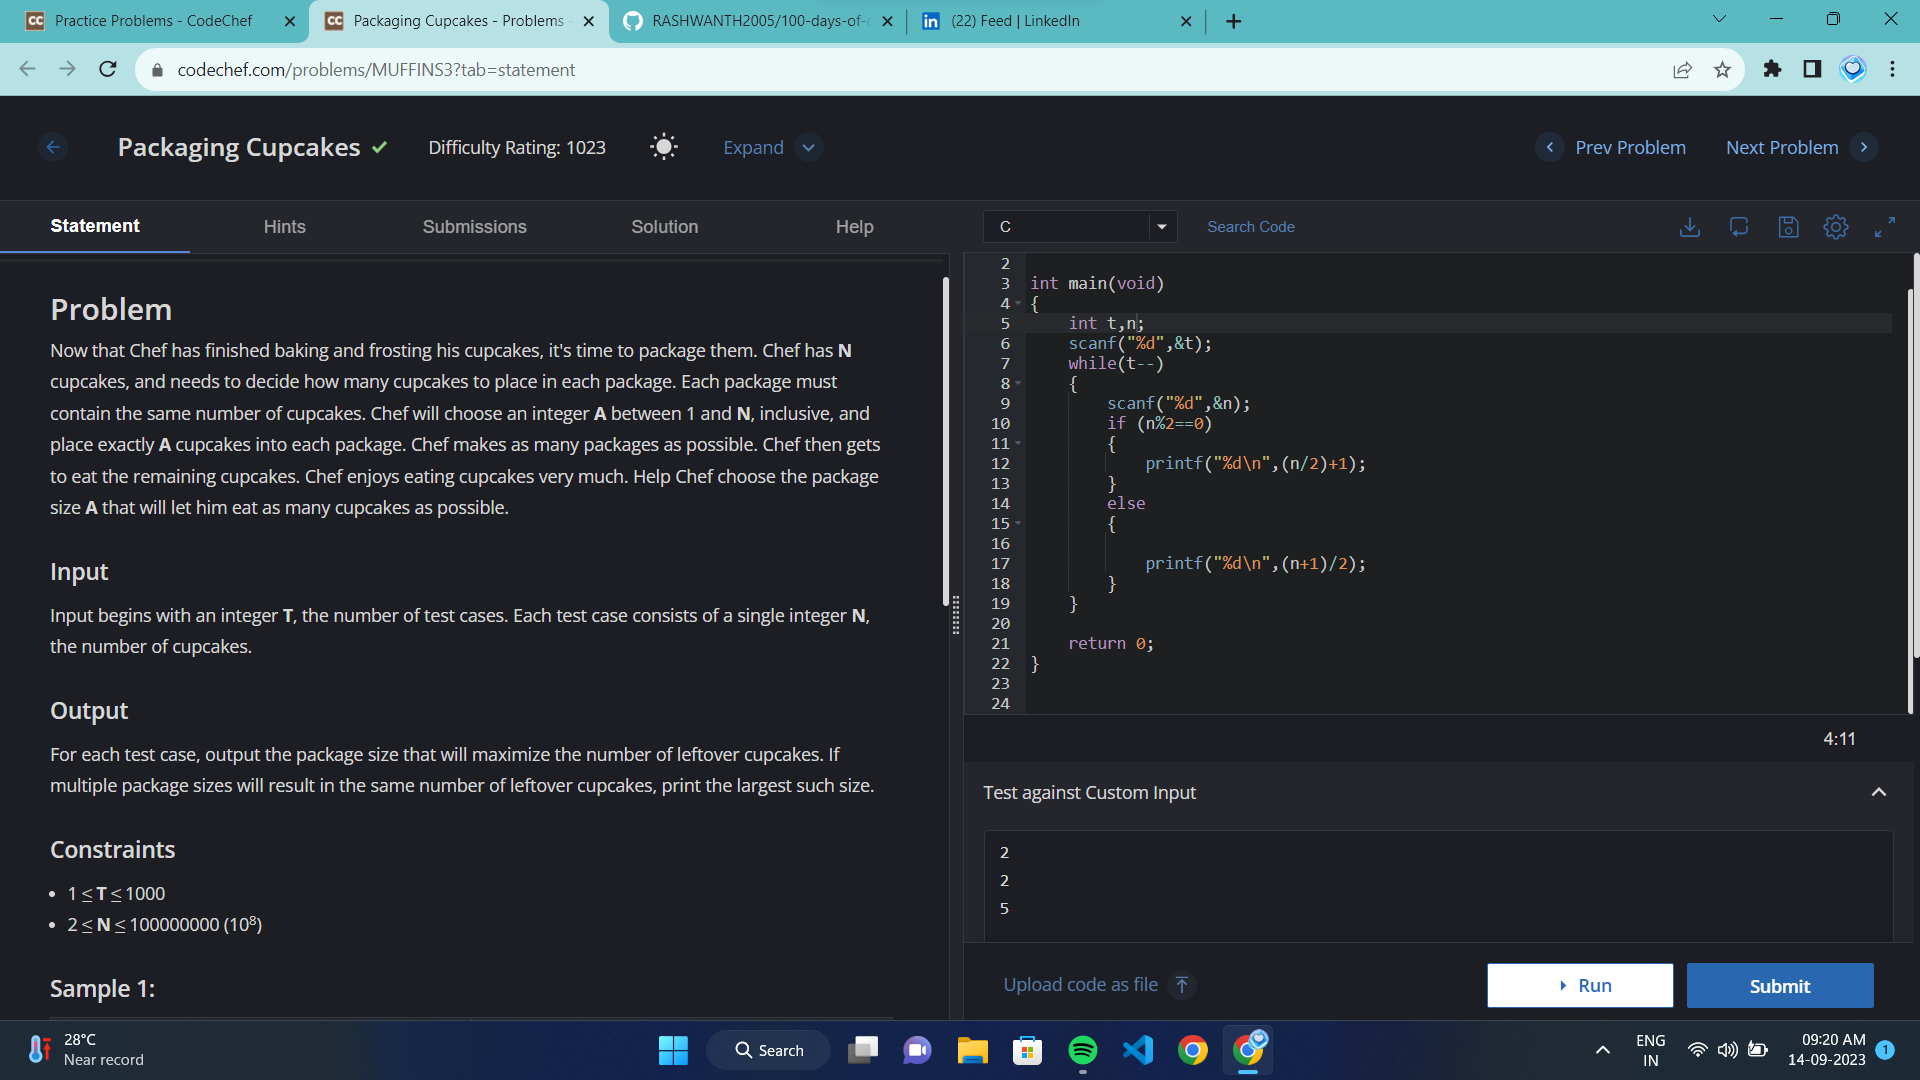 Practice Problems - CodeChef
Packaging Cupcakes - Problems
RASHWANTH2005/100-days-of-c
(22) Feed | LinkedIn
codechef.com/problems/MUFFINS3?tab=statement
Packaging Cupcakes
Difficulty Rating: 1023
Expand
Prev Problem
Next Problem
Statement
Hints
Submissions
Solution
Help
C
Search Code
Problem
Now that Chef has finished baking and frosting his cupcakes, it's time to package them. Chef has N
cupcakes, and needs to decide how many cupcakes to place in each package. Each package must
contain the same number of cupcakes. Chef will choose an integer A between 1 and N, inclusive, and
place exactly A cupcakes into each package. Chef makes as many packages as possible. Chef then gets
to eat the remaining cupcakes. Chef enjoys eating cupcakes very much. Help Chef choose the package
size A that will let him eat as many cupcakes as possible.
Input
Input begins with an integer T, the number of test cases. Each test case consists of a single integer N,
the number of cupcakes.
Output
For each test case, output the package size that will maximize the number of leftover cupcakes. If
multiple package sizes will result in the same number of leftover cupcakes, print the largest such size.
Constraints
• 1 ≤ T ≤ 1000
• 2 ≤ N ≤ 100000000 (10⁸)
Sample 1:
2
3 int main(void)
4 {
5     int t,n;
6     scanf("%d",&t);
7     while(t--)
8     {
9         scanf("%d",&n);
10         if (n%2==0)
11         {
12             printf("%d\n",(n/2)+1);
13         }
14         else
15         {
16
17             printf("%d\n",(n+1)/2);
18         }
19     }
20
21     return 0;
22 }
23
24
4:11
Test against Custom Input
2
2
5
Upload code as file
Run
Submit
28°C
Near record
Search
ENG
IN
09:20 AM
14-09-2023
1